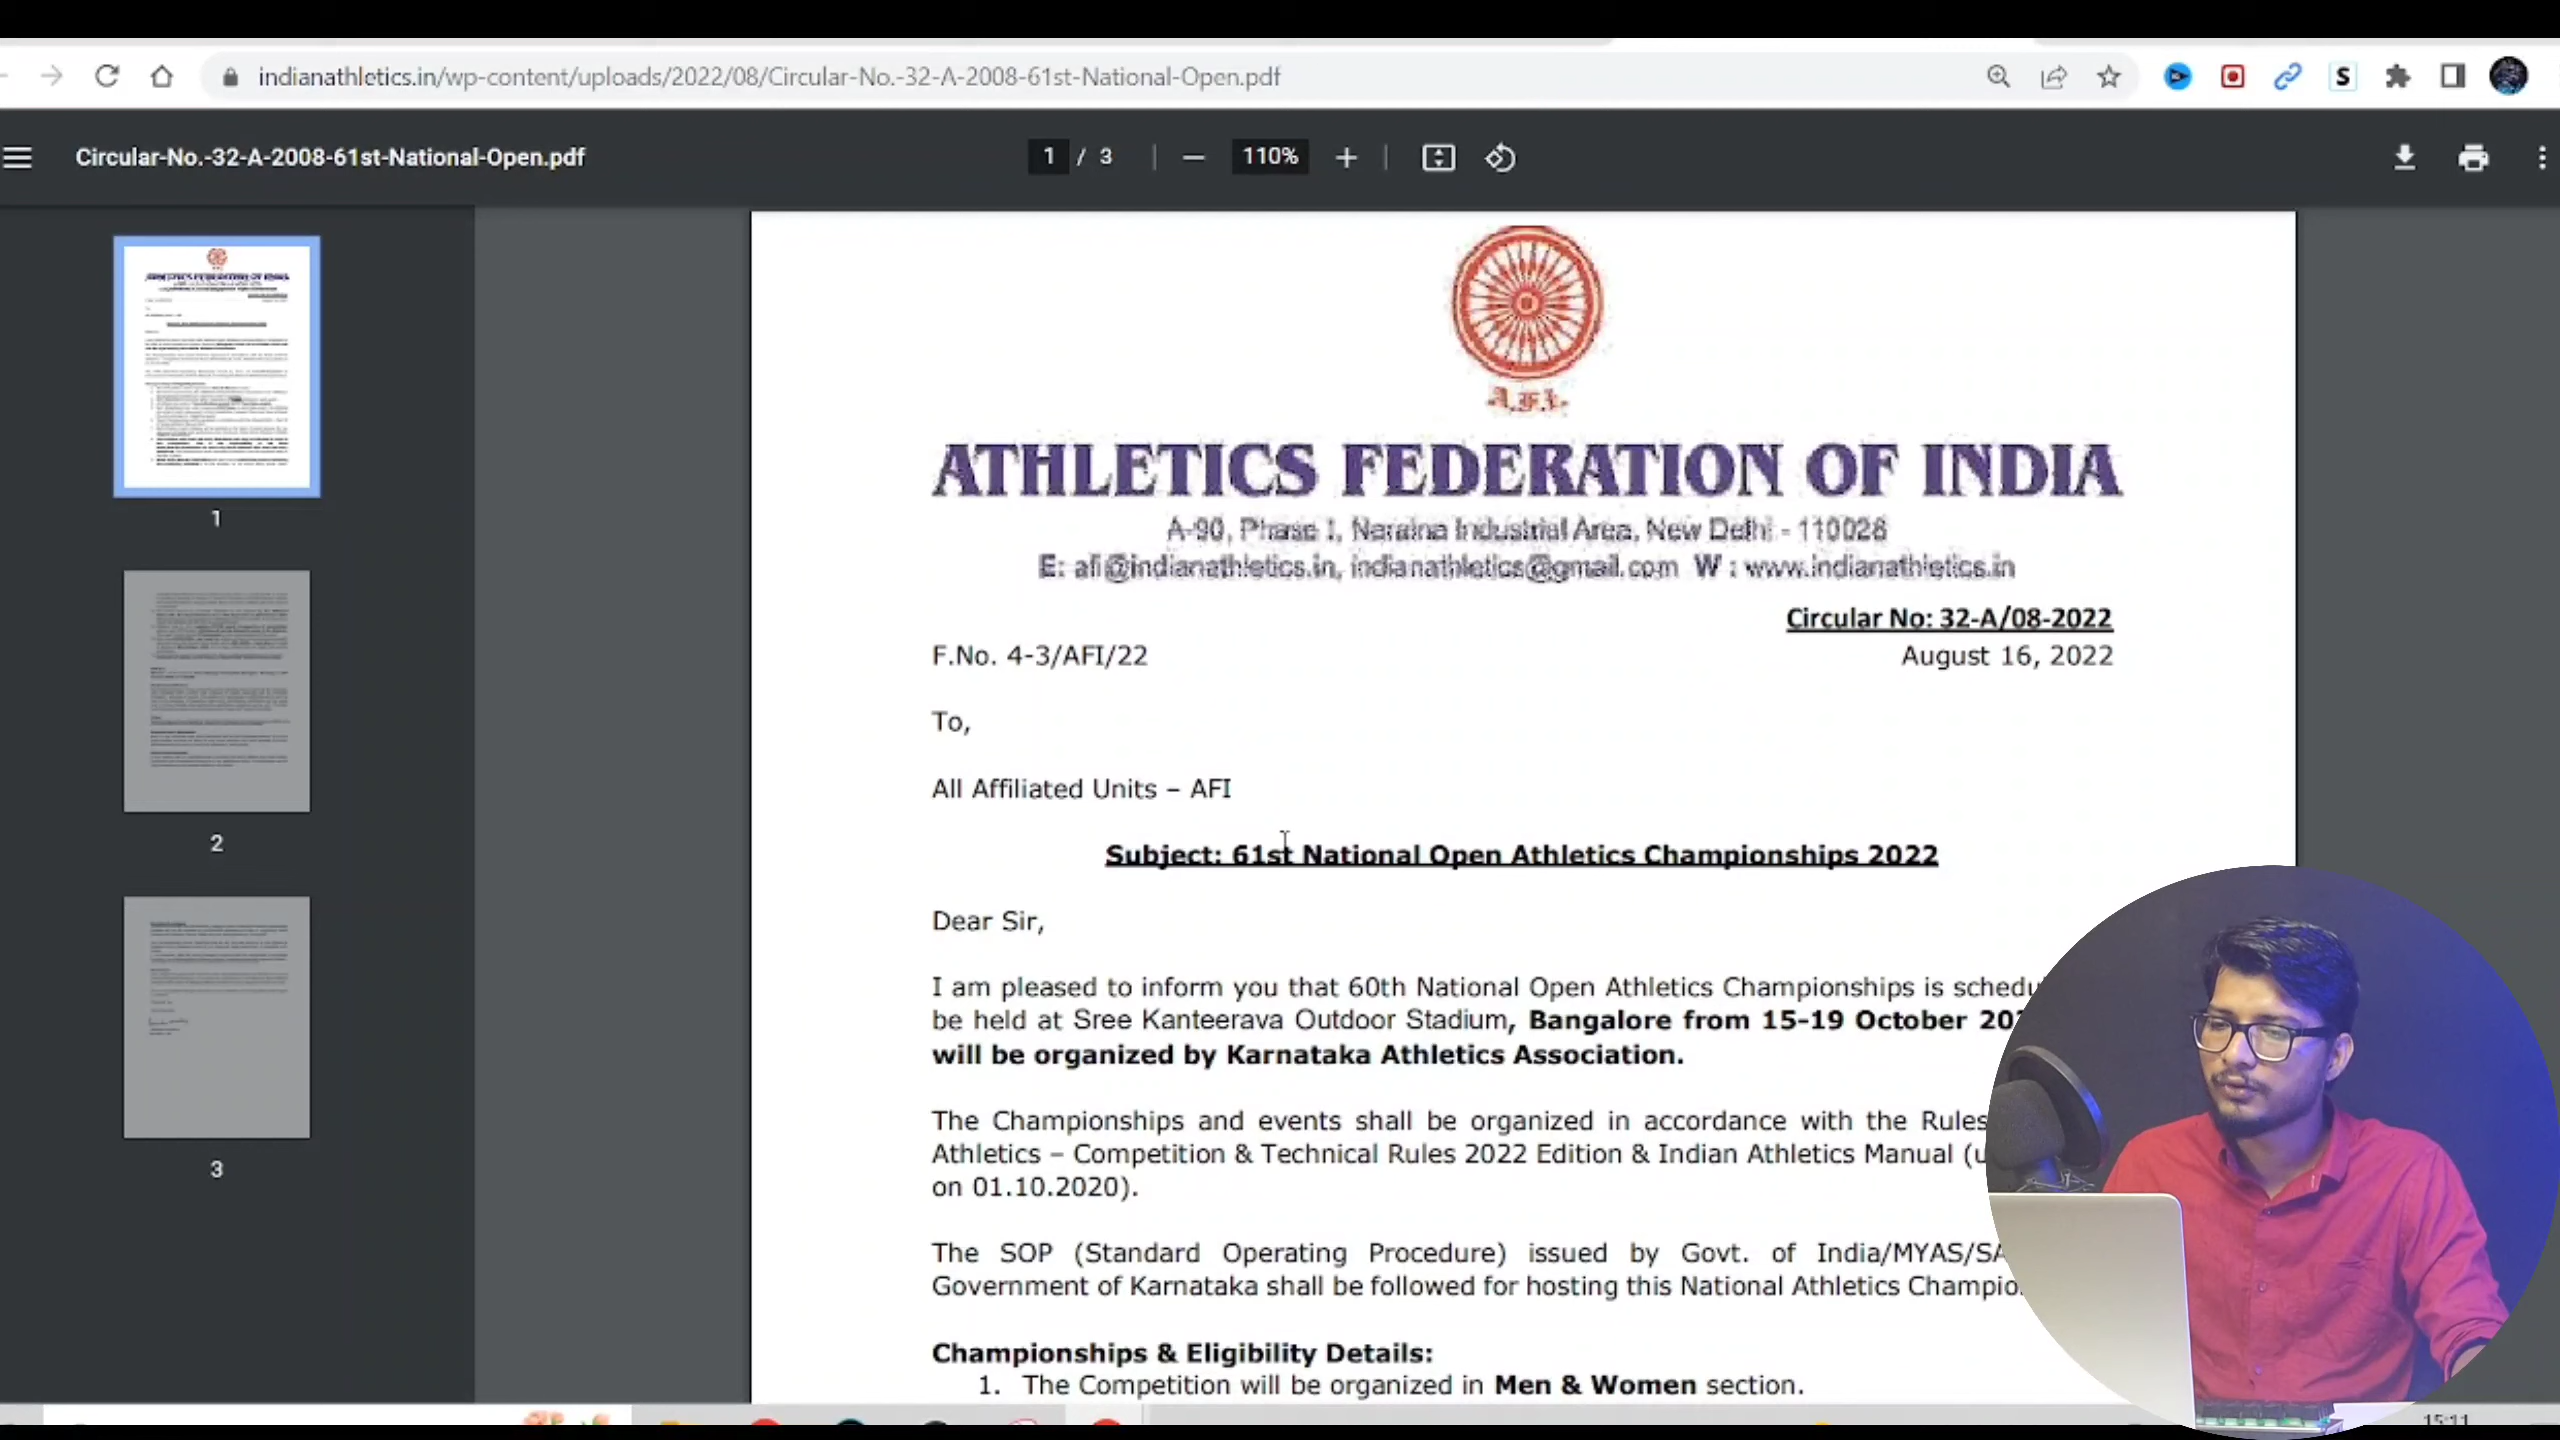 indianathletics.in/wp-content/uploads/2022/08/Circular-No.-32-A-2008-61st-National-Open.pdf
S
Circular-No.-32-A-2008-61st-National-Open.pdf
1 / 3
110%
1
2
3
A.F.I.
ATHLETICS FEDERATION OF INDIA
A-90, Phase I, Naraina Industrial Area, New Delhi - 110028
E: afi@indianathletics.in, indianathletics@gmail.com W : www.indianathletics.in
Circular No: 32-A/08-2022
F.No. 4-3/AFI/22
August 16, 2022
To,
All Affiliated Units – AFI
Subject: 61st National Open Athletics Championships 2022
Dear Sir,
I am pleased to inform you that 60th National Open Athletics Championships is schedu
be held at Sree Kanteerava Outdoor Stadium, Bangalore from 15-19 October 202
will be organized by Karnataka Athletics Association.
The Championships and events shall be organized in accordance with the Rules
Athletics – Competition & Technical Rules 2022 Edition & Indian Athletics Manual (u
on 01.10.2020).
The SOP (Standard Operating Procedure) issued by Govt. of India/MYAS/SA
Government of Karnataka shall be followed for hosting this National Athletics Champio
Championships & Eligibility Details:
1. The Competition will be organized in Men & Women section.
15:11